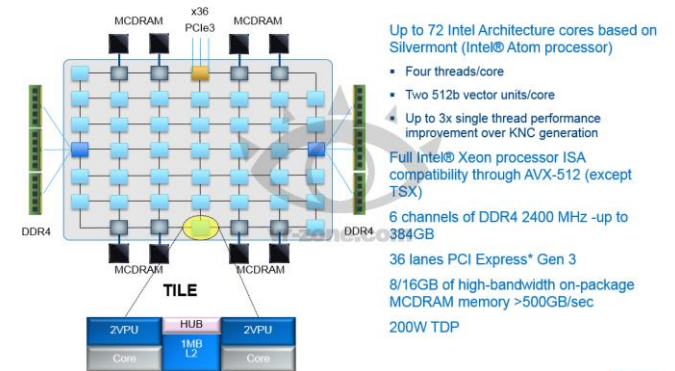 x36
PCIe3
MCDRAM
MCDRAM
DDR4
DDR4
MCDRAM
MCDRAM
TILE
2VPU
HUB
2VPU
1MB
L2
Core
Core
Up to 72 Intel Architecture cores based on
Silvermont (Intel® Atom processor)
▪ Four threads/core
▪ Two 512b vector units/core
▪ Up to 3x single thread performance
improvement over KNC generation
Full Intel® Xeon processor ISA
compatibility through AVX-512 (except
TSX)
6 channels of DDR4 2400 MHz -up to
384GB
36 lanes PCI Express* Gen 3
8/16GB of high-bandwidth on-package
MCDRAM memory >500GB/sec
200W TDP